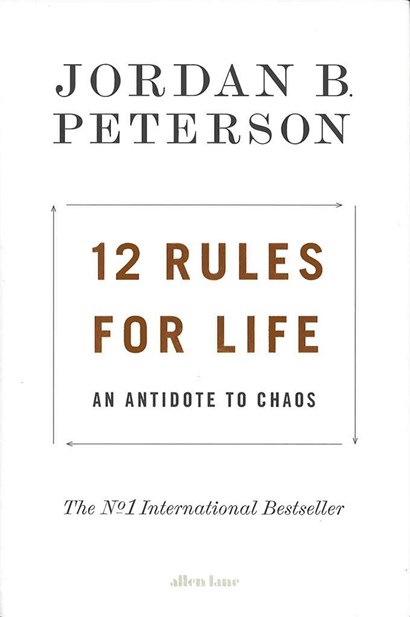 JORDAN B.
PETERSON
12 RULES
FOR LIFE
AN ANTIDOTE TO CHAOS
The Nº1 International Bestseller
allen lane